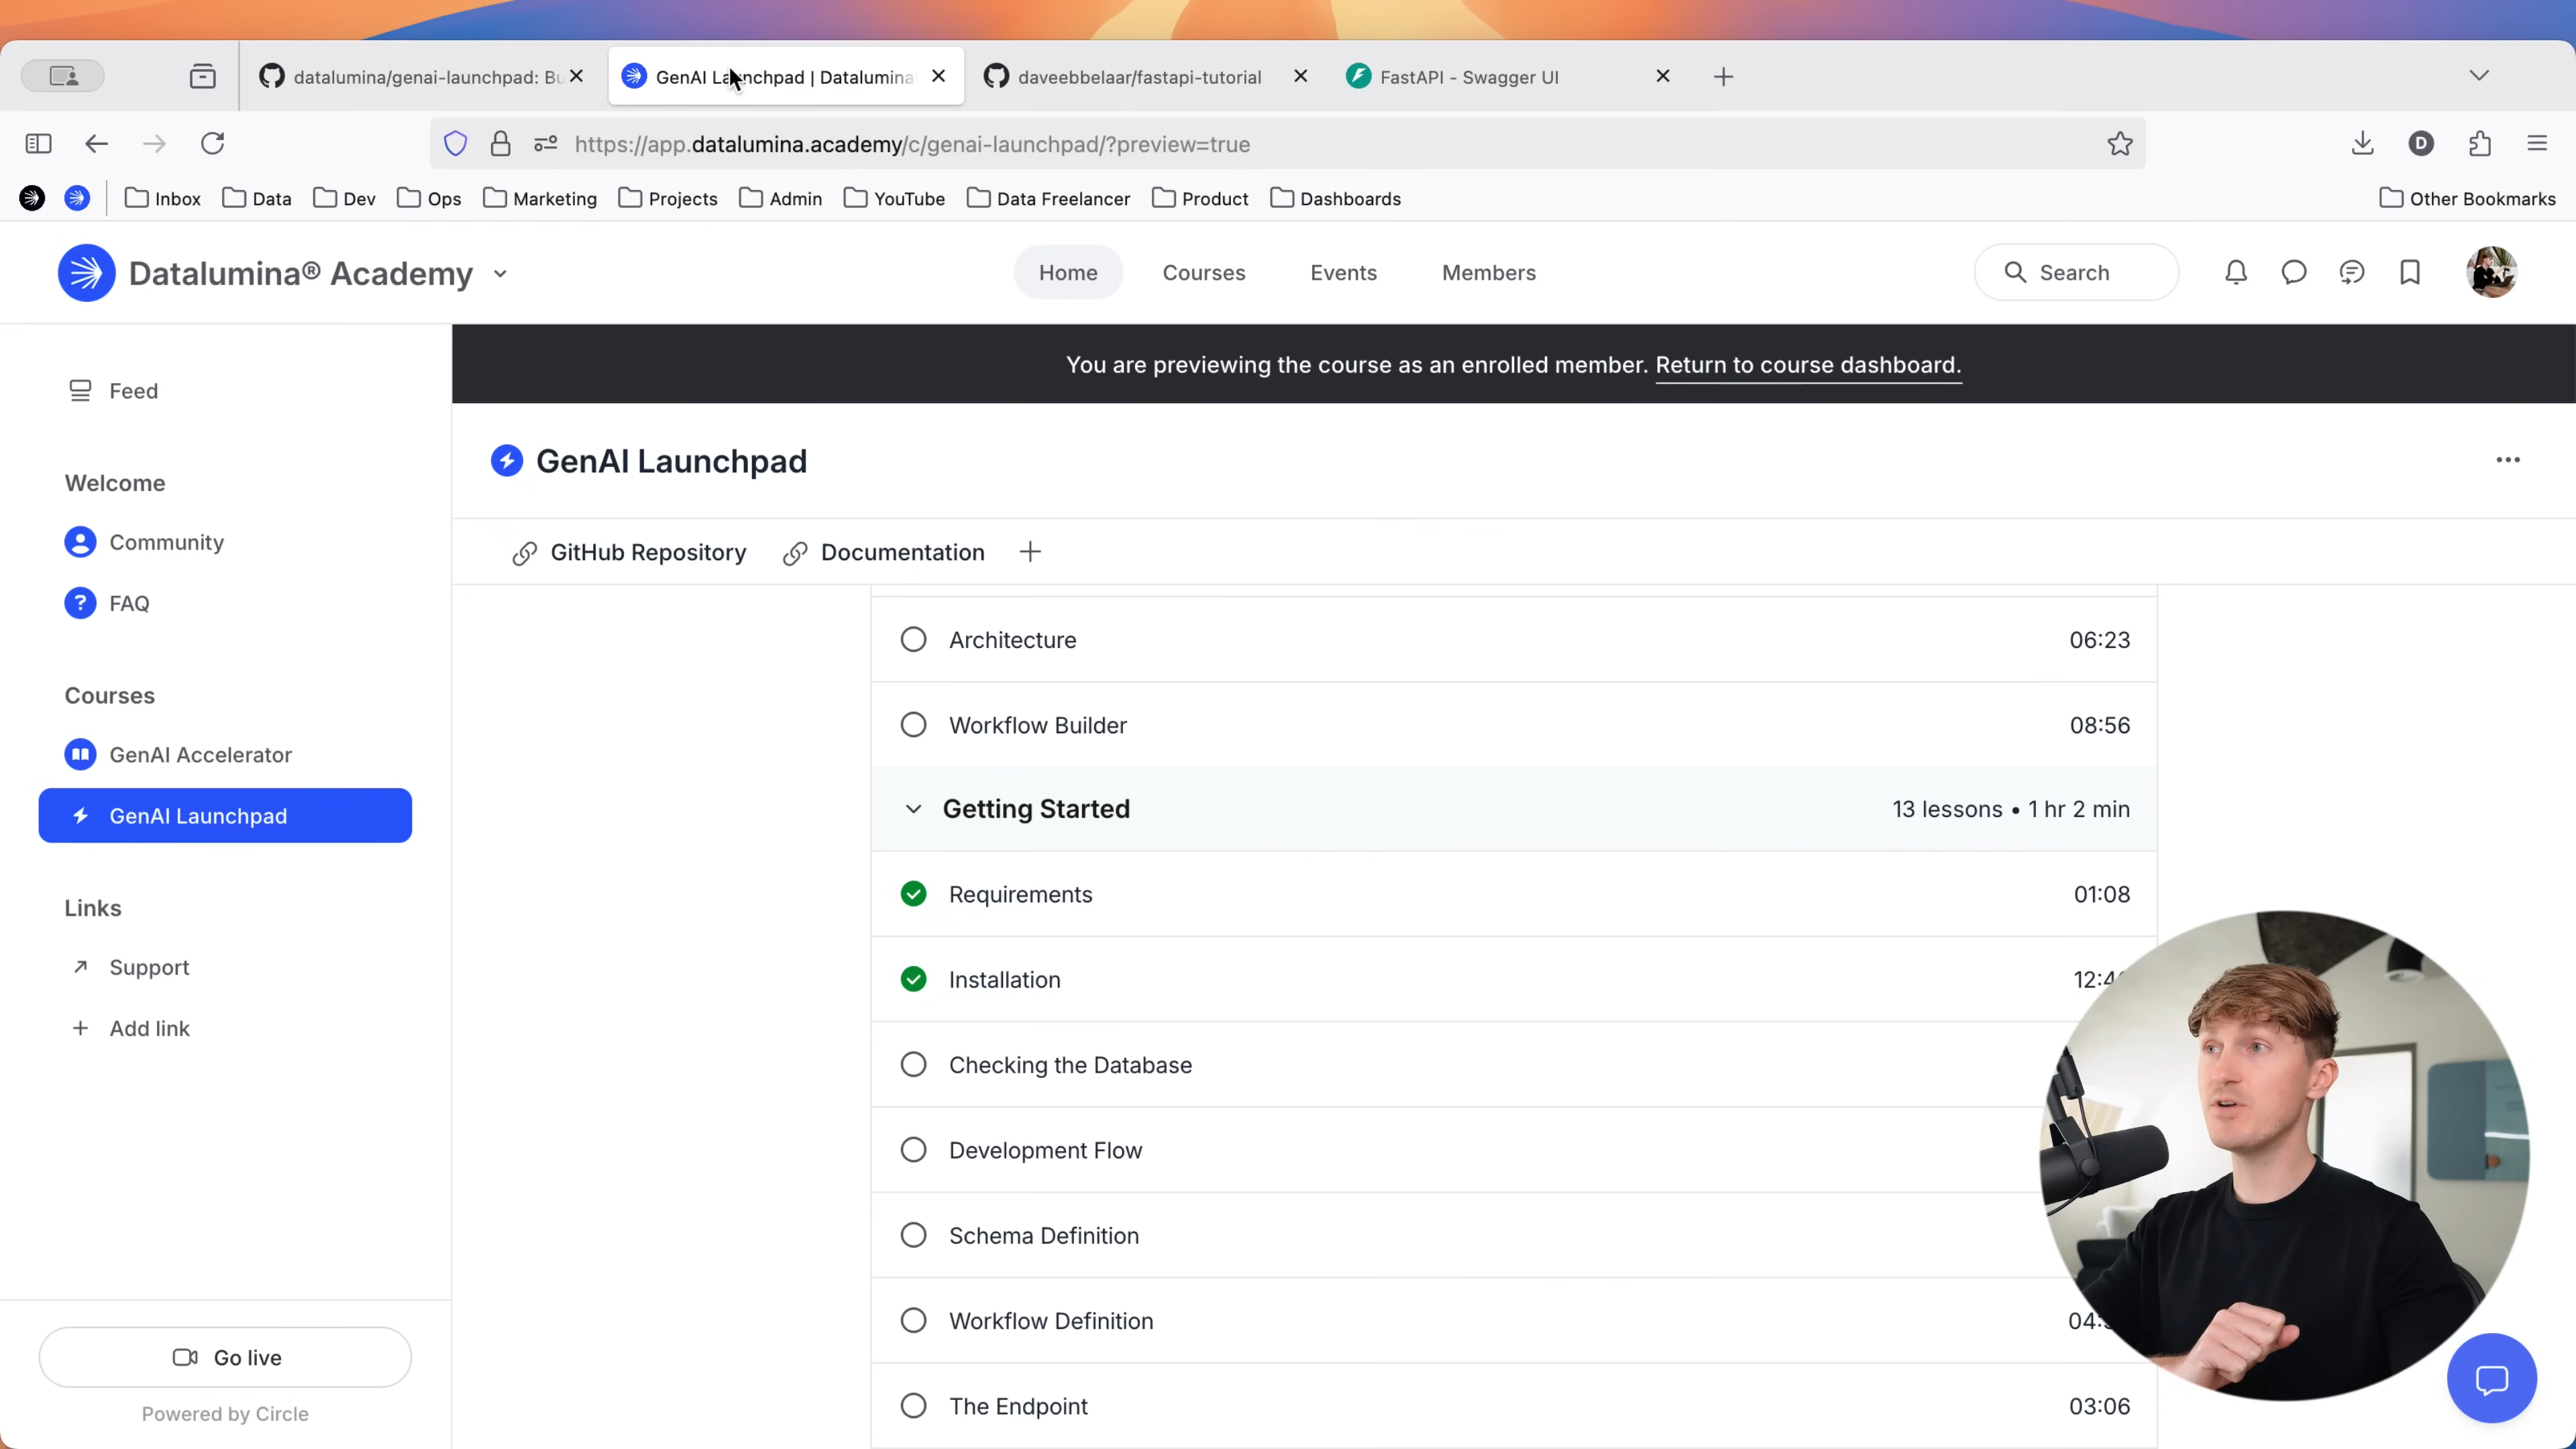 datalumina/genai-launchpad: Bu
GenAI Launchpad | Datalumina
daveebbelaar/fastapi-tutorial
FastAPI - Swagger UI
https://app.datalumina.academy/c/genai-launchpad/?preview=true
D
Inbox
Data
Dev
Ops
Marketing
Projects
Admin
YouTube
Data Freelancer
Product
Dashboards
Other Bookmarks
Datalumina® Academy
Home
Courses
Events
Members
Search
You are previewing the course as an enrolled member. Return to course dashboard.
Feed
Welcome
Community
FAQ
Courses
GenAI Accelerator
GenAI Launchpad
Links
Support
Add link
Go live
Powered by Circle
GenAI Launchpad
GitHub Repository
Documentation
Architecture 06:23
Workflow Builder 08:56
Getting Started 13 lessons • 1 hr 2 min
Requirements 01:08
Installation
Checking the Database
Development Flow
Schema Definition
Workflow Definition
The Endpoint 03:06